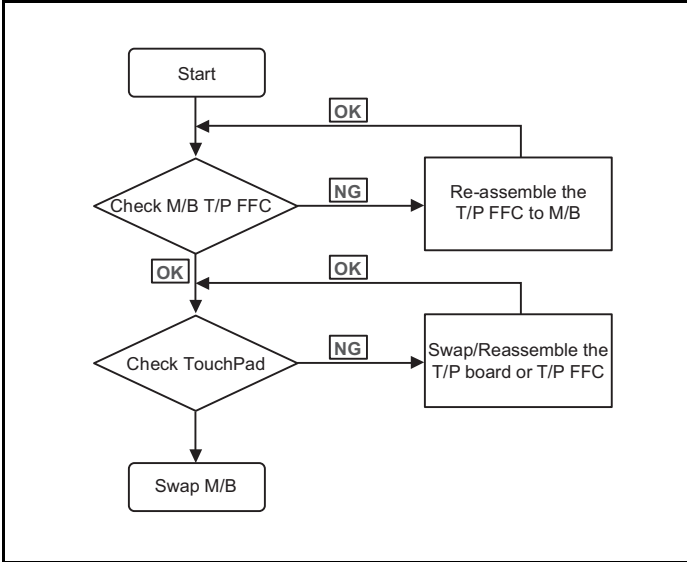 Start
OK
Check M/B T/P FFC
NG
Re-assemble the
T/P FFC to M/B
OK
OK
Check TouchPad
NG
Swap/Reassemble the
T/P board or T/P FFC
Swap M/B